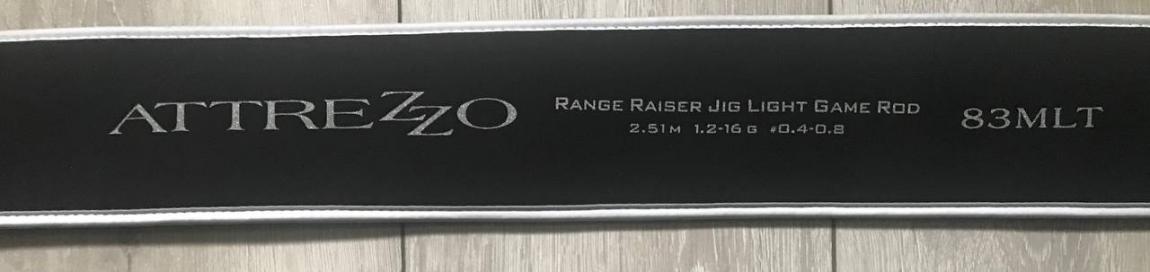 ATTREZZO
RANGE RAISER JIG LIGHT GAME ROD
2.51M 1.2-16G #0.4-0.8
83MLT